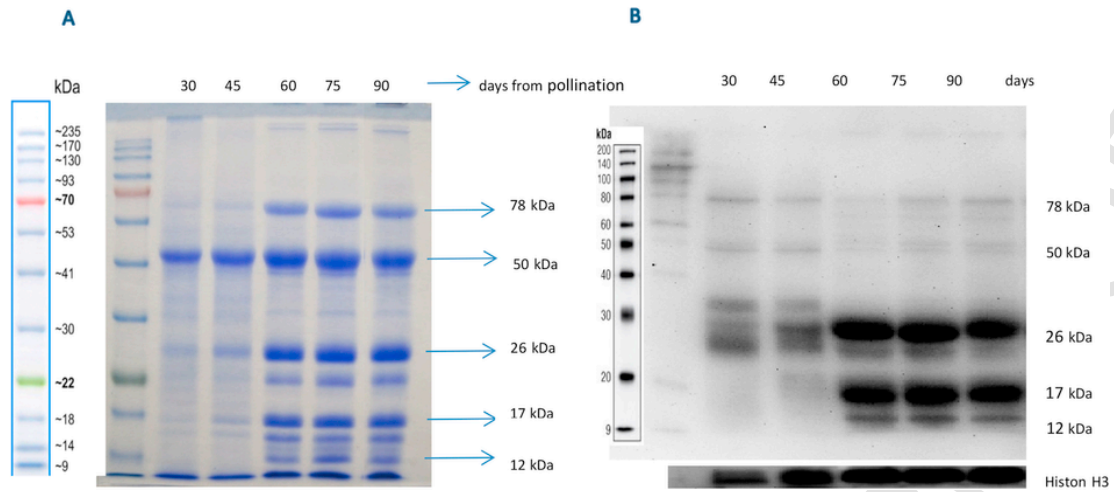 A
kDa
30 45 60 75 90 days from pollination
~235
~170
~130
~93
~70
~53
~41
~30
~22
~18
~14
~9
78 kDa
50 kDa
26 kDa
17 kDa
12 kDa
B
30 45 60 75 90 days
kDa
200
140
100
80
60
50
40
30
20
9
78 kDa
50 kDa
26 kDa
17 kDa
12 kDa
Histon H3